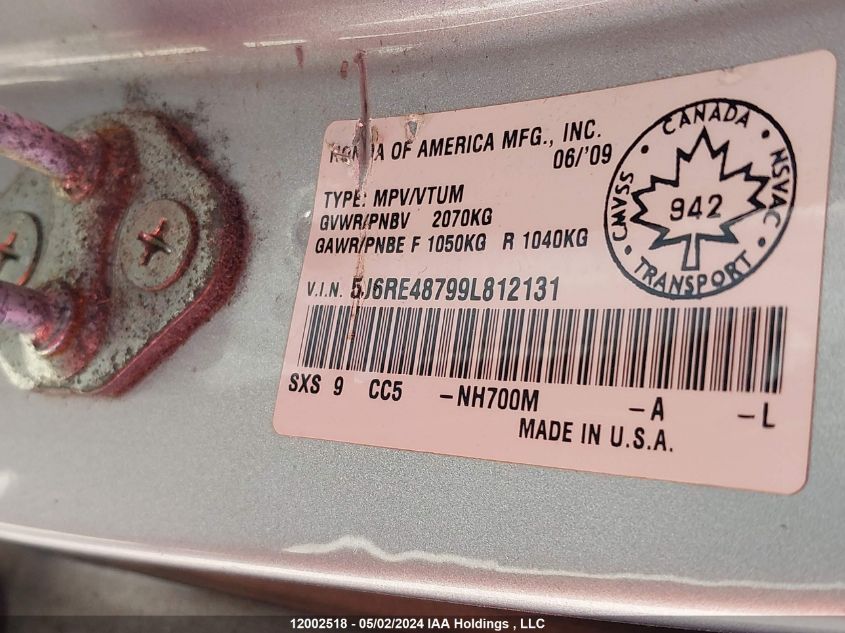 HONDA OF AMERICA MFG., INC.
06/'09
TYPE: MPV/VTUM
GVWR/PNBV 2070KG
GAWR/PNBE F 1050KG R 1040KG
V.I.N. 5J6RE48799L812131
SXS 9 CC5 -NH700M -A -L
MADE IN U.S.A.
CANADA
CMVSS
942
NSVAC
TRANSPORT
12002518 - 05/02/2024 IAA Holdings , LLC